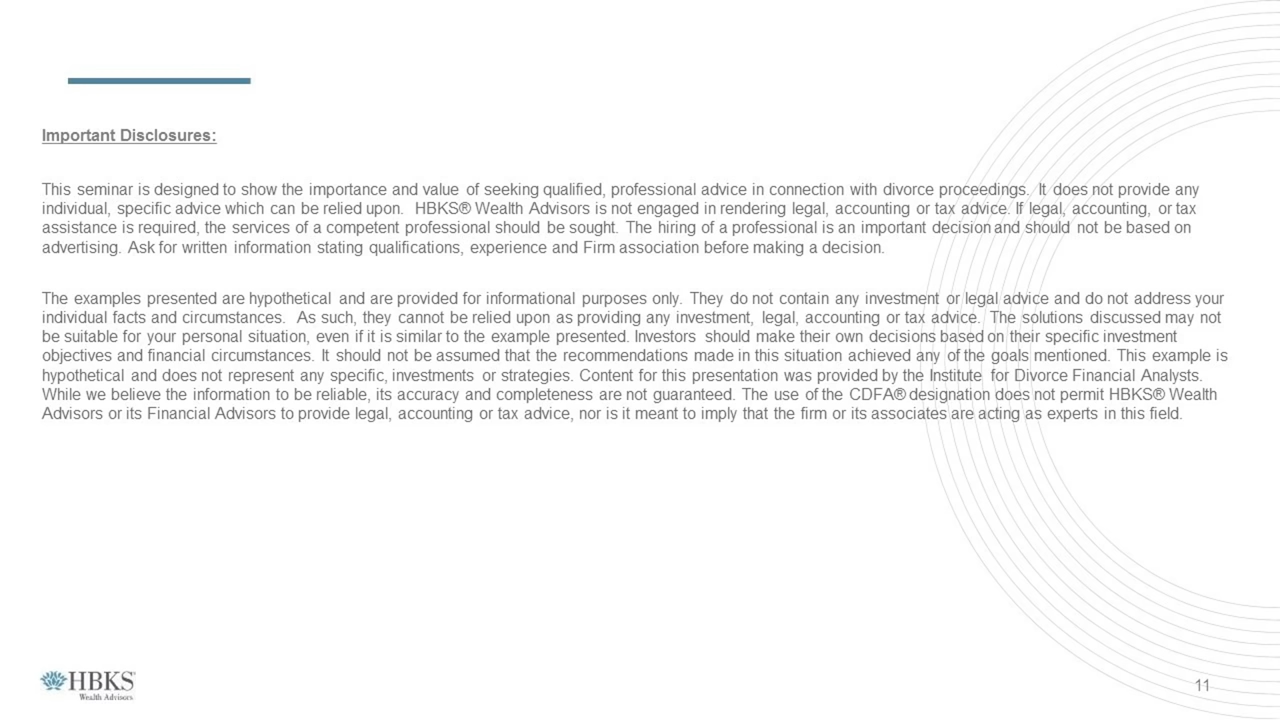 Important Disclosures:
This seminar is designed to show the importance and value of seeking qualified, professional advice in connection with divorce proceedings. It does not provide any
individual, specific advice which can be relied upon. HBKS® Wealth Advisors is not engaged in rendering legal, accounting or tax advice. If legal, accounting, or tax
assistance is required, the services of a competent professional should be sought. The hiring of a professional is an important decision and should not be based on
advertising. Ask for written information stating qualifications, experience and Firm association before making a decision.
The examples presented are hypothetical and are provided for informational purposes only. They do not contain any investment or legal advice and do not address your
individual facts and circumstances. As such, they cannot be relied upon as providing any investment, legal, accounting or tax advice. The solutions discussed may not
be suitable for your personal situation, even if it is similar to the example presented. Investors should make their own decisions based on their specific investment
objectives and financial circumstances. It should not be assumed that the recommendations made in this situation achieved any of the goals mentioned. This example is
hypothetical and does not represent any specific, investments or strategies. Content for this presentation was provided by the Institute for Divorce Financial Analysts.
While we believe the information to be reliable, its accuracy and completeness are not guaranteed. The use of the CDFA® designation does not permit HBKS® Wealth
Advisors or its Financial Advisors to provide legal, accounting or tax advice, nor is it meant to imply that the firm or its associates are acting as experts in this field.
HBKS
Wealth Advisors
11